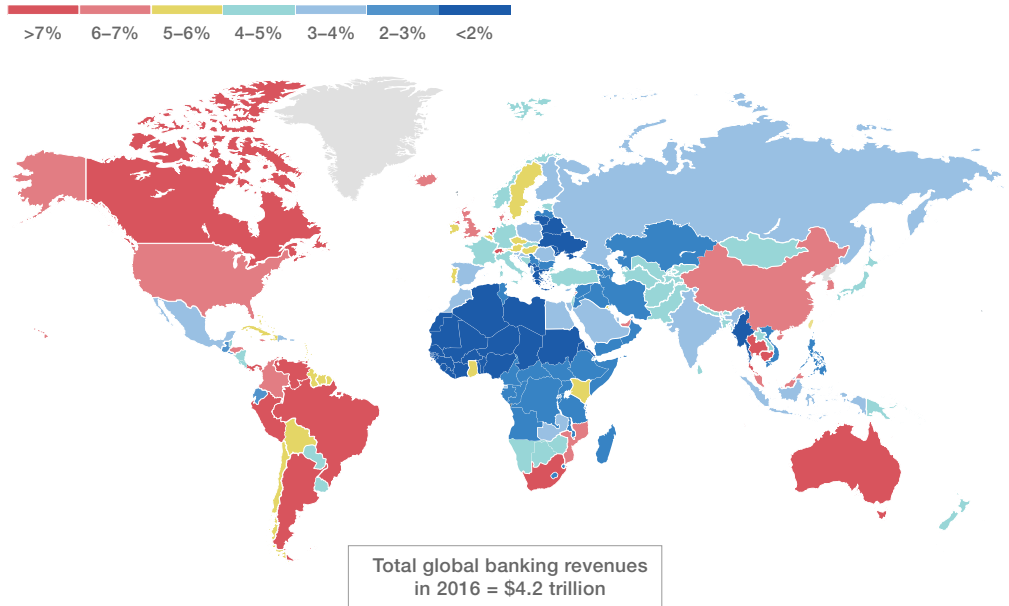 >7% 6–7% 5–6% 4–5% 3–4% 2–3% <2%
Total global banking revenues
in 2016 = $4.2 trillion